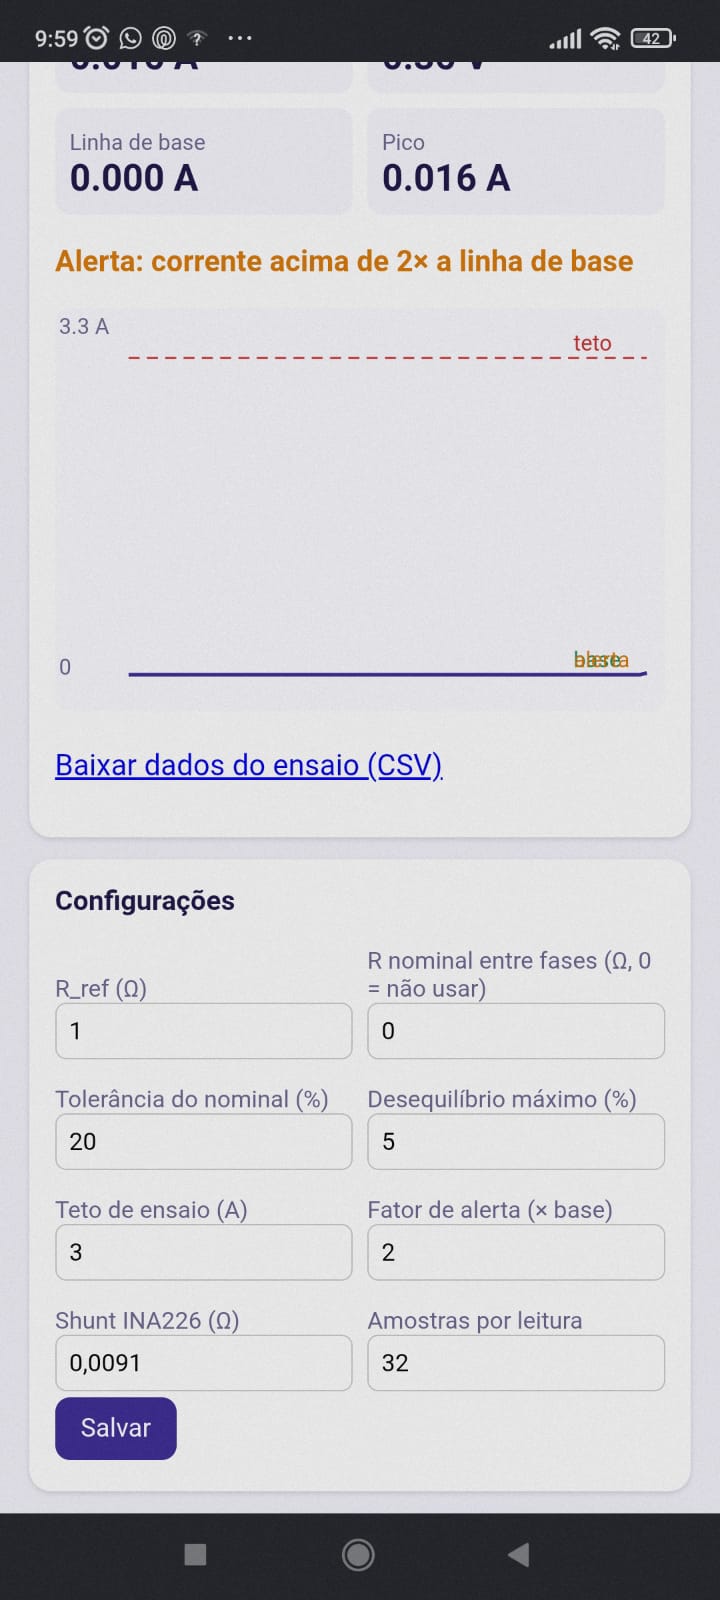 9:59
42
Linha de base
Pico
0.000 A
0.016 A
Alerta: corrente acima de 2× a linha de base
3.3 A
teto
0
base
alerta
Baixar dados do ensaio (CSV)
Configurações
R_ref (Ω)
R nominal entre fases (Ω, 0
= não usar)
1
0
Tolerância do nominal (%)
Desequilíbrio máximo (%)
20
5
Teto de ensaio (A)
Fator de alerta (× base)
3
2
Shunt INA226 (Ω)
Amostras por leitura
0,0091
32
Salvar